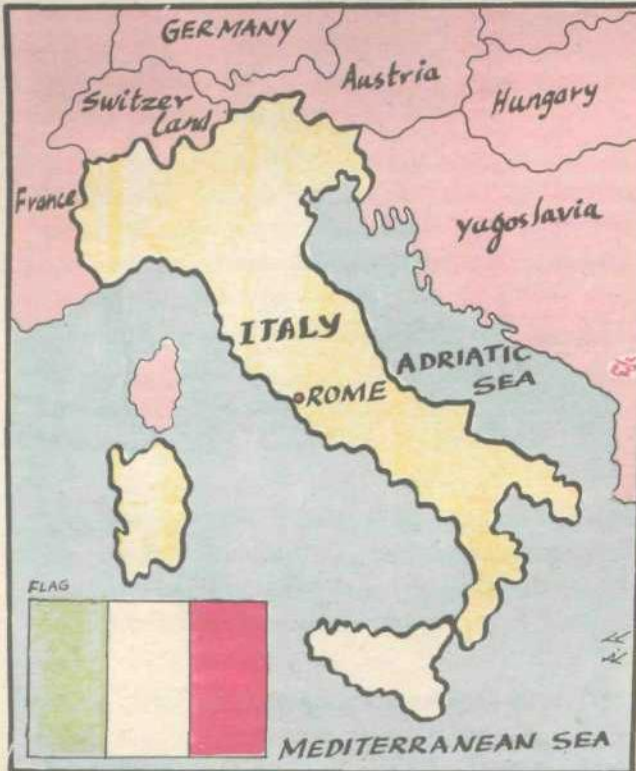 GERMANY
Austria
Switzer
land
Hungary
France
Yugoslavia
ITALY
ADRIATIC
SEA
ROME
FLAG
MEDITERRANEAN SEA